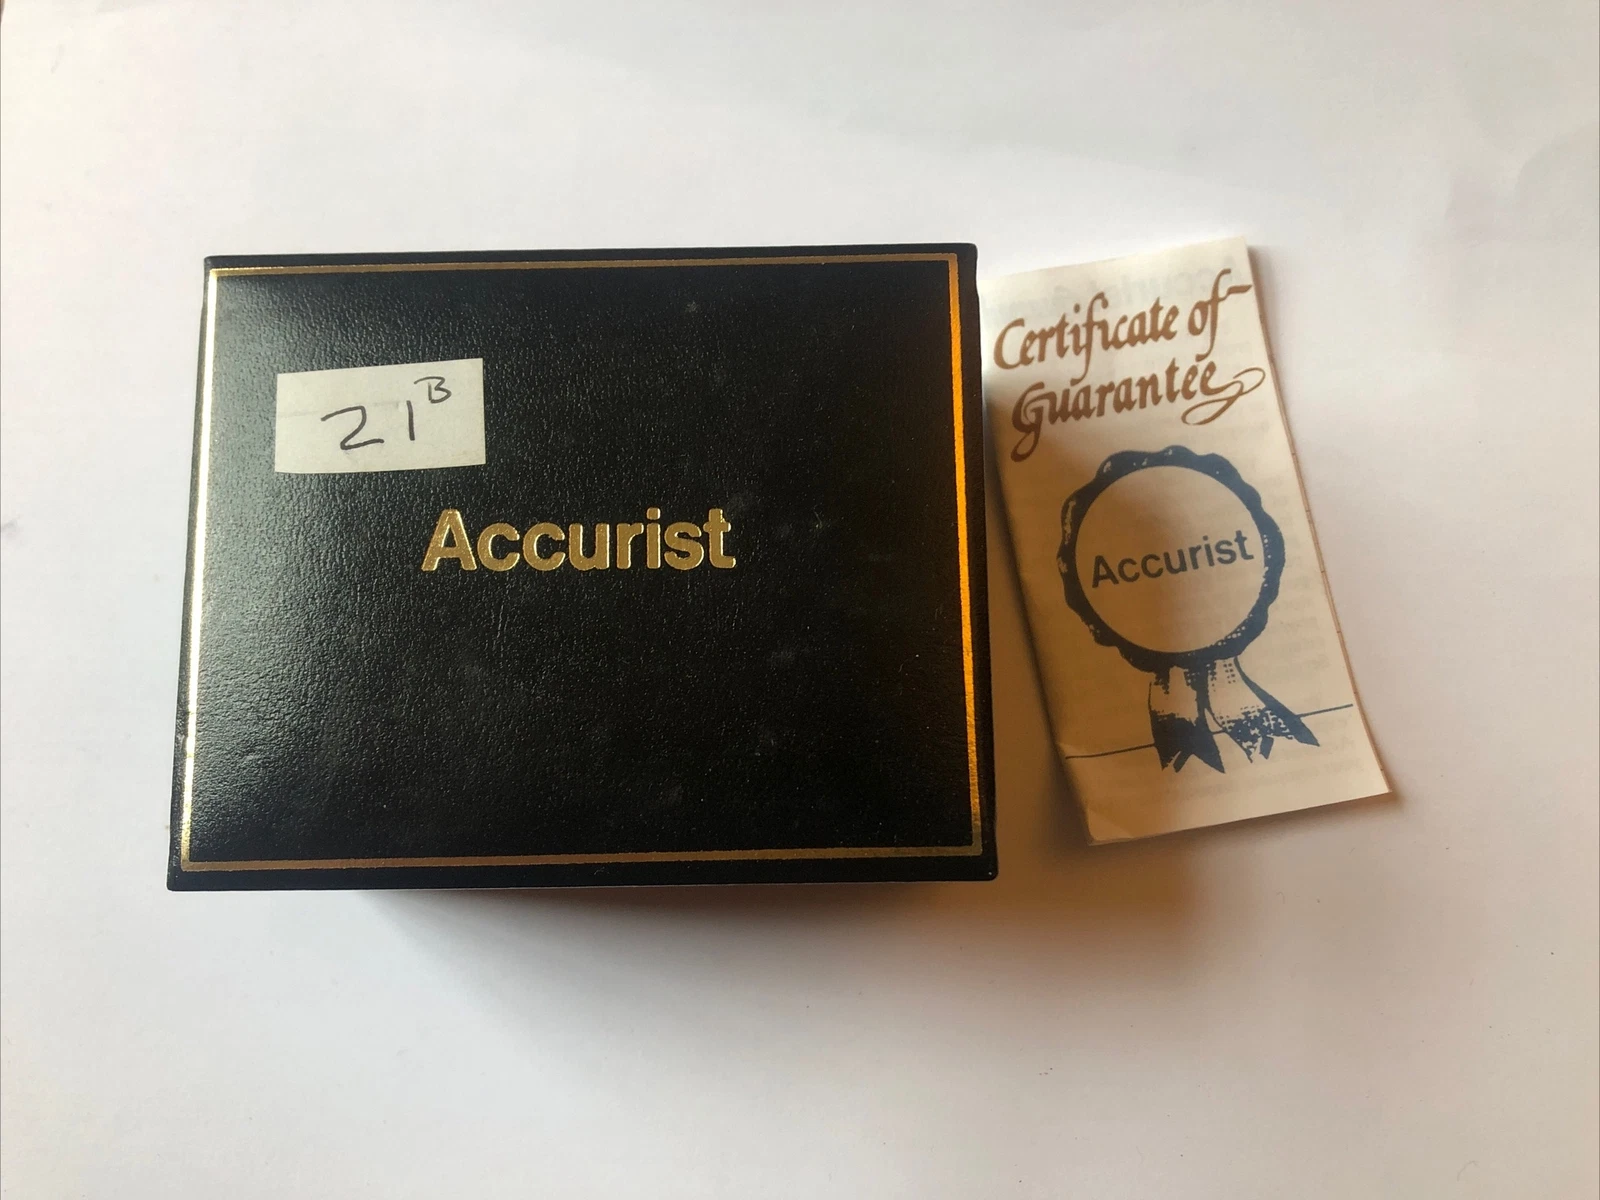 21B
Accurist
Certificate of
Guarantee
Accurist